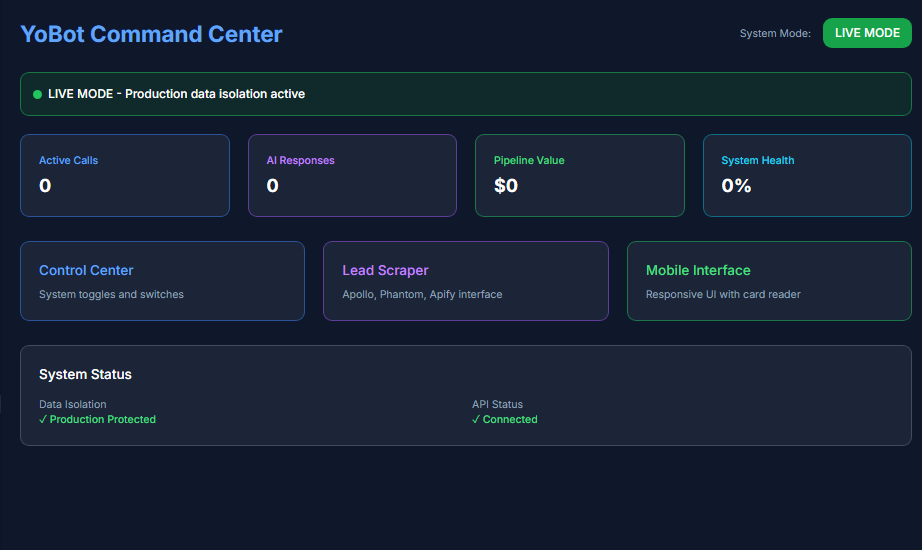 YoBot Command Center
System Mode:
LIVE MODE
LIVE MODE - Production data isolation active
Active Calls
0
AI Responses
0
Pipeline Value
$0
System Health
0%
Control Center
System toggles and switches
Lead Scraper
Apollo, Phantom, Apify interface
Mobile Interface
Responsive UI with card reader
System Status
Data Isolation
✓ Production Protected
API Status
✓ Connected